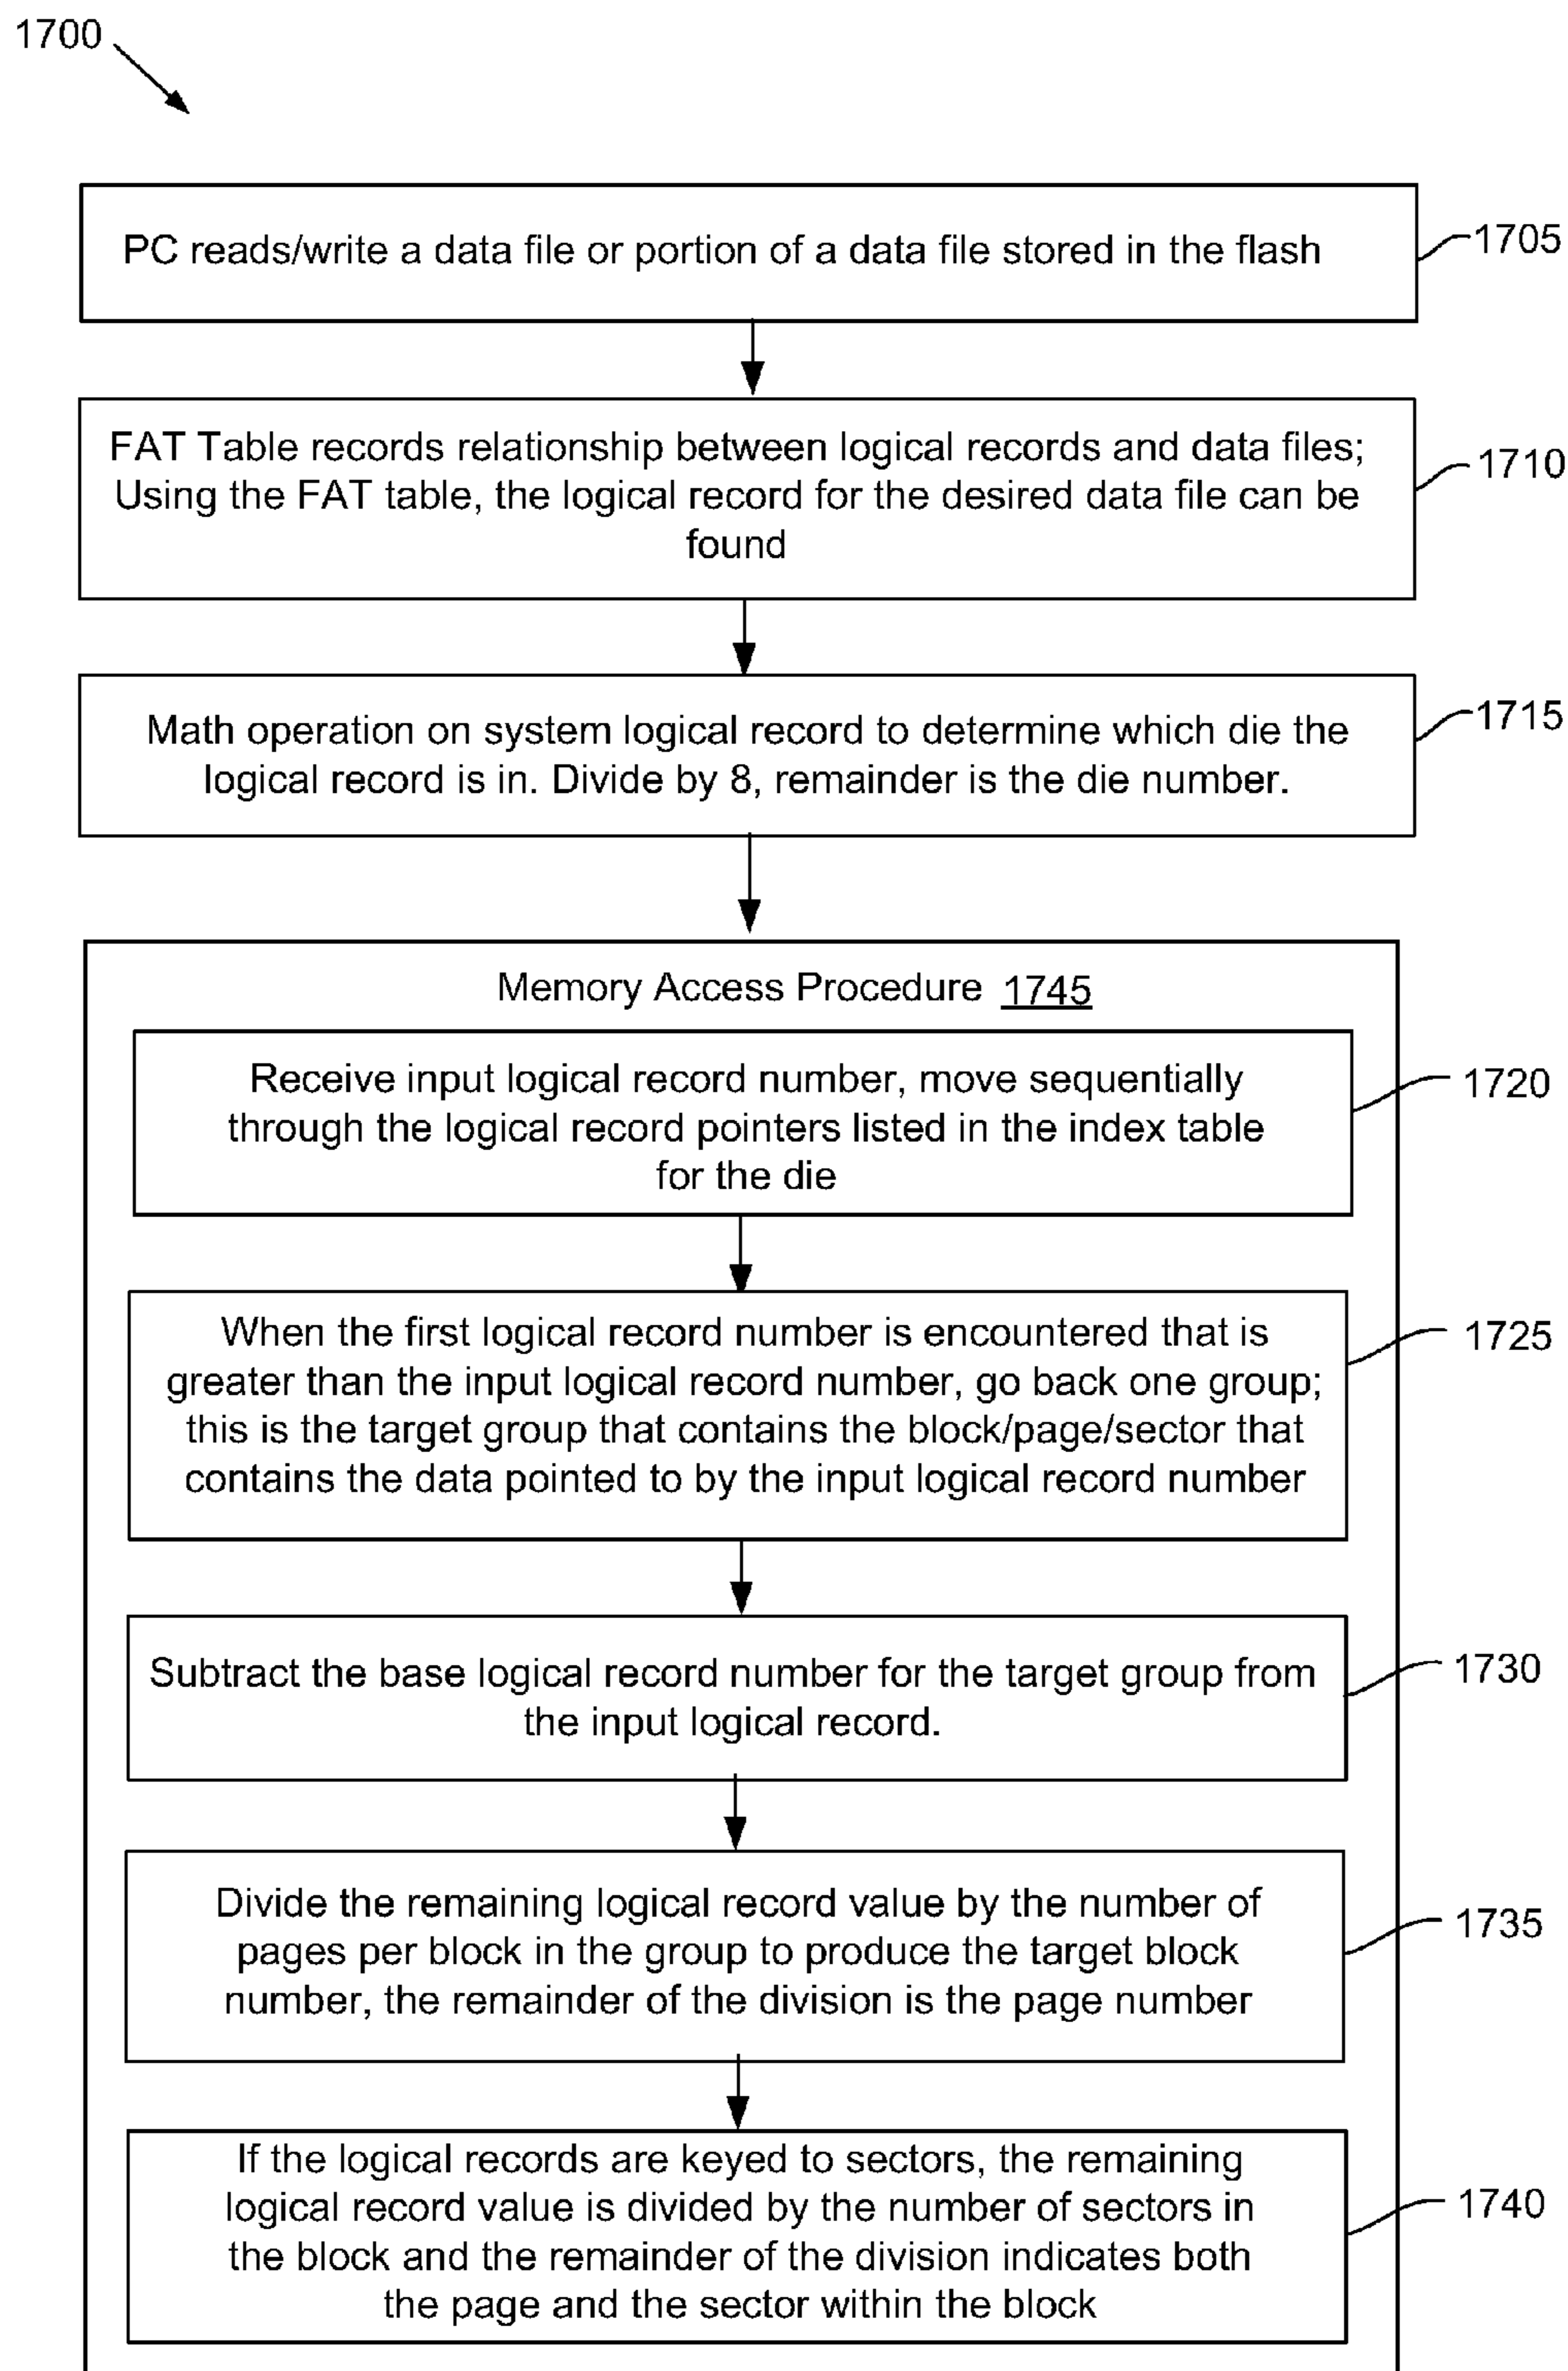 1700
PC reads/write a data file or portion of a data file stored in the flash
1705
FAT Table records relationship between logical records and data files;
Using the FAT table, the logical record for the desired data file can be
found
1710
Math operation on system logical record to determine which die the
logical record is in. Divide by 8, remainder is the die number.
1715
Memory Access Procedure 1745
Receive input logical record number, move sequentially
through the logical record pointers listed in the index table
for the die
1720
When the first logical record number is encountered that is
greater than the input logical record number, go back one group;
this is the target group that contains the block/page/sector that
contains the data pointed to by the input logical record number
1725
Subtract the base logical record number for the target group from
the input logical record.
1730
Divide the remaining logical record value by the number of
pages per block in the group to produce the target block
number, the remainder of the division is the page number
1735
If the logical records are keyed to sectors, the remaining
logical record value is divided by the number of sectors in
the block and the remainder of the division indicates both
the page and the sector within the block
1740